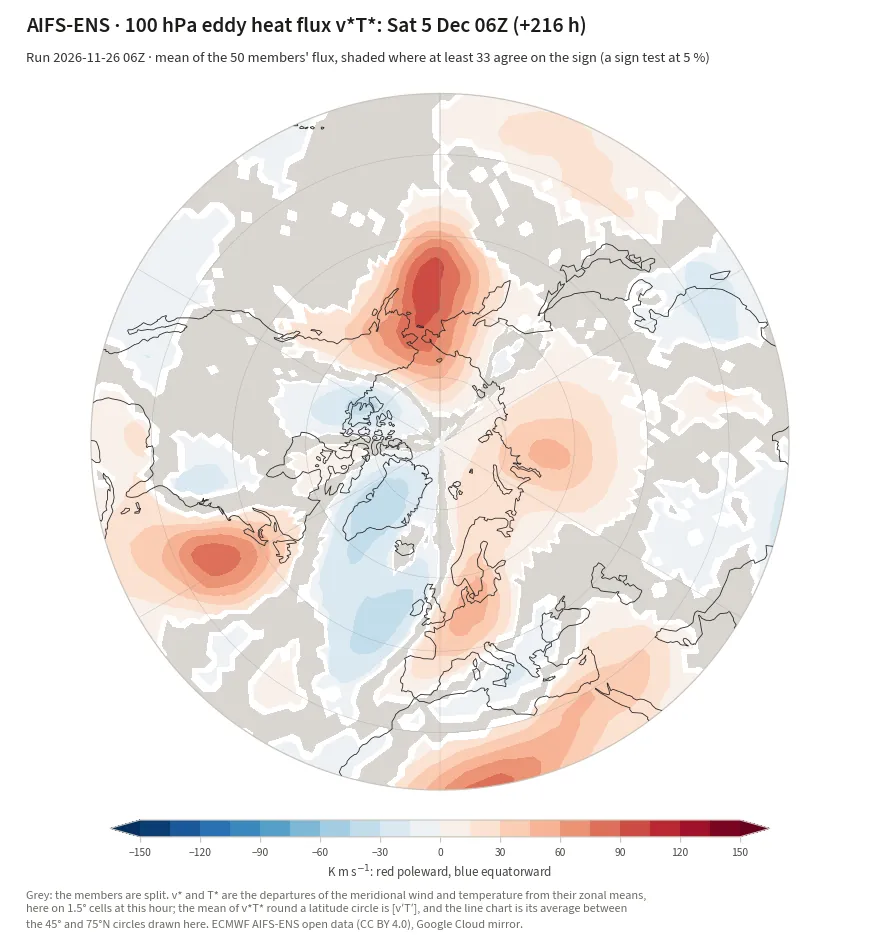 AIFS-ENS · 100 hPa eddy heat flux v*T*: Sat 5 Dec 06Z (+216 h)
Run 2026-11-26 06Z · mean of the 50 members' flux, shaded where at least 33 agree on the sign (a sign test at 5 %)
−150 −120 −90 −60 −30 0 30 60 90 120 150
K m s⁻¹: red poleward, blue equatorward
Grey: the members are split. v* and T* are the departures of the meridional wind and temperature from their zonal means,
here on 1.5° cells at this hour; the mean of v*T* round a latitude circle is [v′T′], and the line chart is its average between
the 45° and 75°N circles drawn here. ECMWF AIFS-ENS open data (CC BY 4.0), Google Cloud mirror.